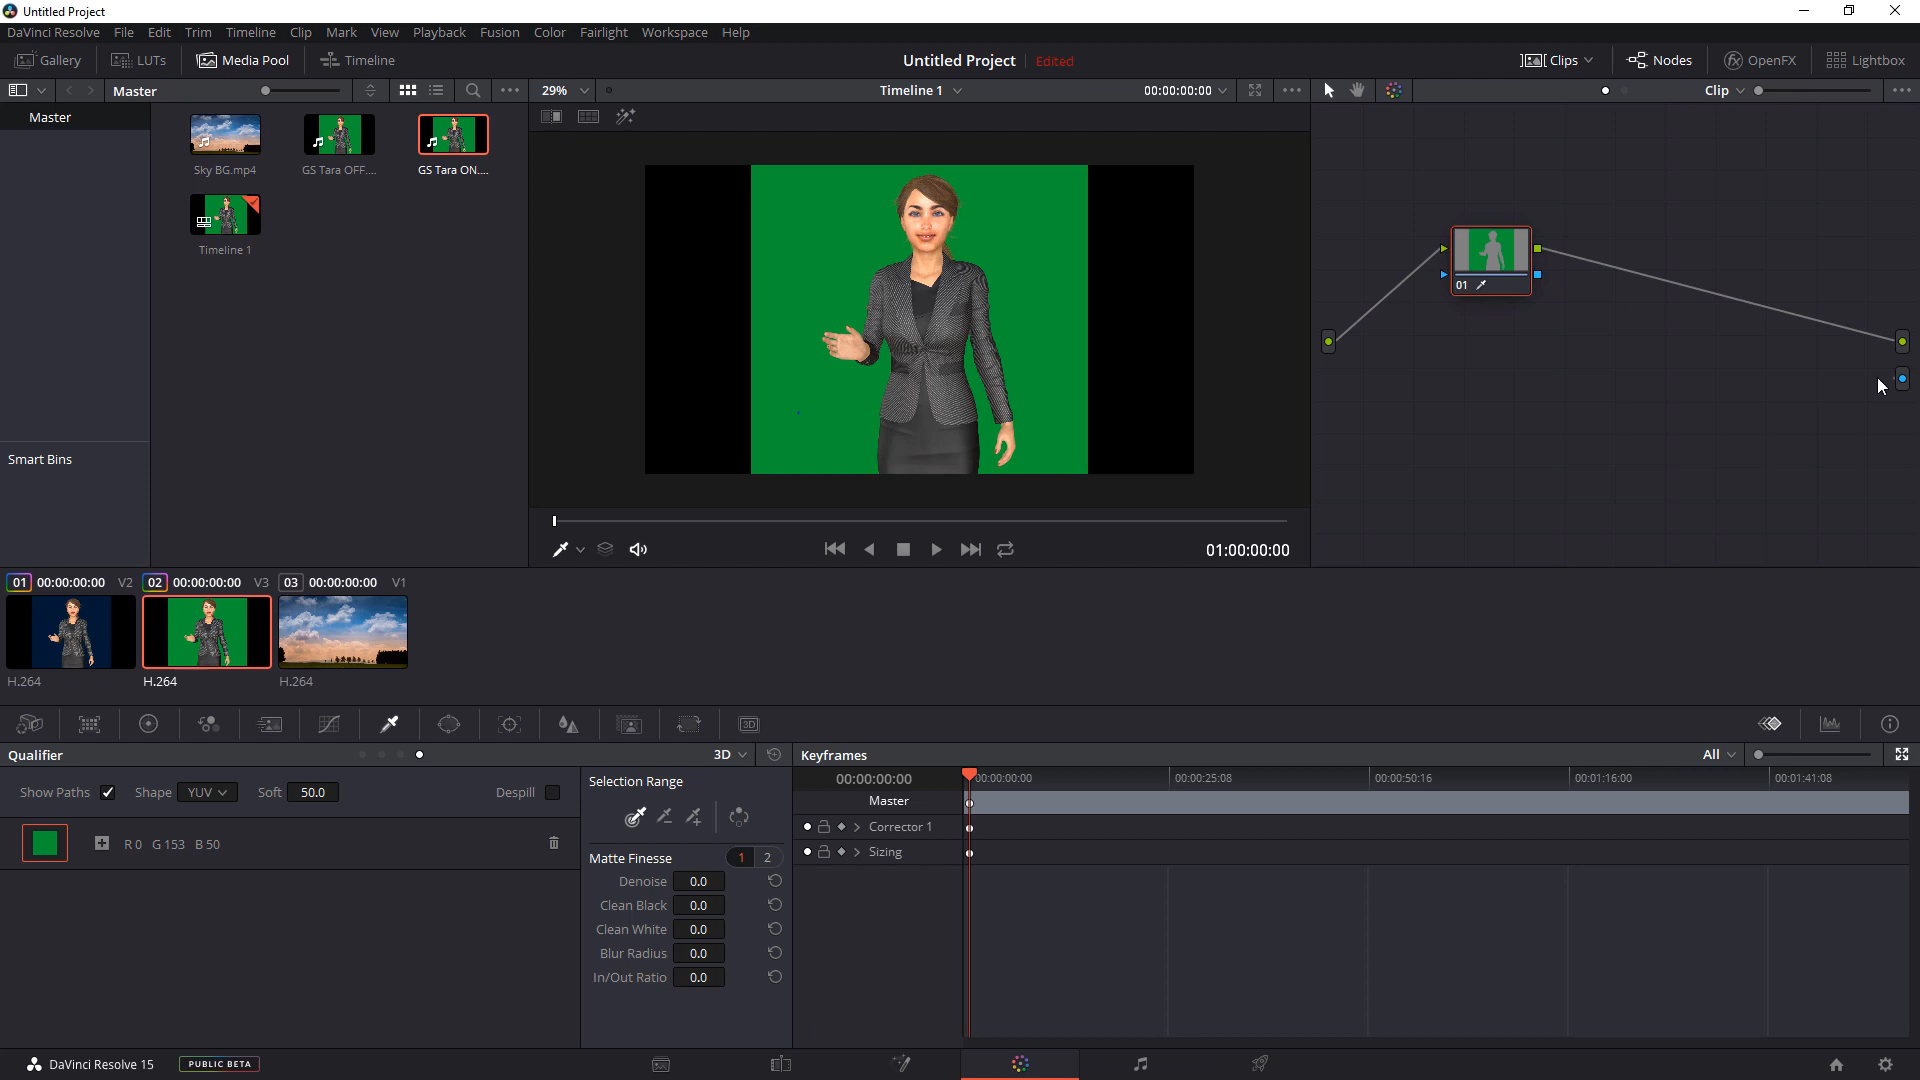 Untitled Project
DaVinci Resolve File Edit Trim Timeline Clip Mark View Playback Fusion Color Fairlight Workspace Help
Gallery LUTs Media Pool Timeline Untitled Project Edited Clips Nodes OpenFX Lightbox
Master 29% Timeline 1 00:00:00:00 Clip
Master
Sky BG.mp4 GS Tara OFF.... GS Tara ON....
Timeline 1
01
Smart Bins
01:00:00:00
01 00:00:00:00 V2 02 00:00:00:00 V3 03 00:00:00:00 V1
H.264 H.264 H.264
3D
Qualifier 3D Keyframes All
Show Paths Shape YUV Soft 50.0 Despill
R 0 G 153 B 50
Selection Range
Matte Finesse 1 2
Denoise 0.0
Clean Black 0.0
Clean White 0.0
Blur Radius 0.0
In/Out Ratio 0.0
00:00:00:00 00:00:00:00 00:00:25:08 00:00:50:16 00:01:16:00 00:01:41:08
Master
Corrector 1
Sizing
DaVinci Resolve 15 PUBLIC BETA